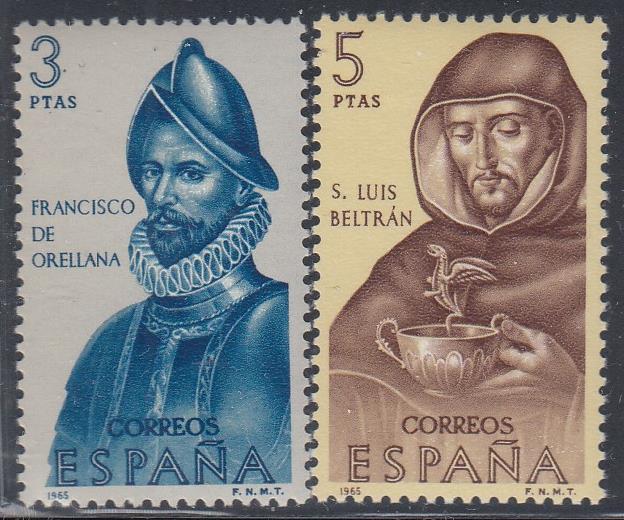 3
PTAS
FRANCISCO
DE
ORELLANA
CORREOS
ESPAÑA
1965 F. N. M. T.
5
PTAS
S. LUIS
BELTRÁN
CORREOS
ESPAÑA
1965 F. N. M. T.